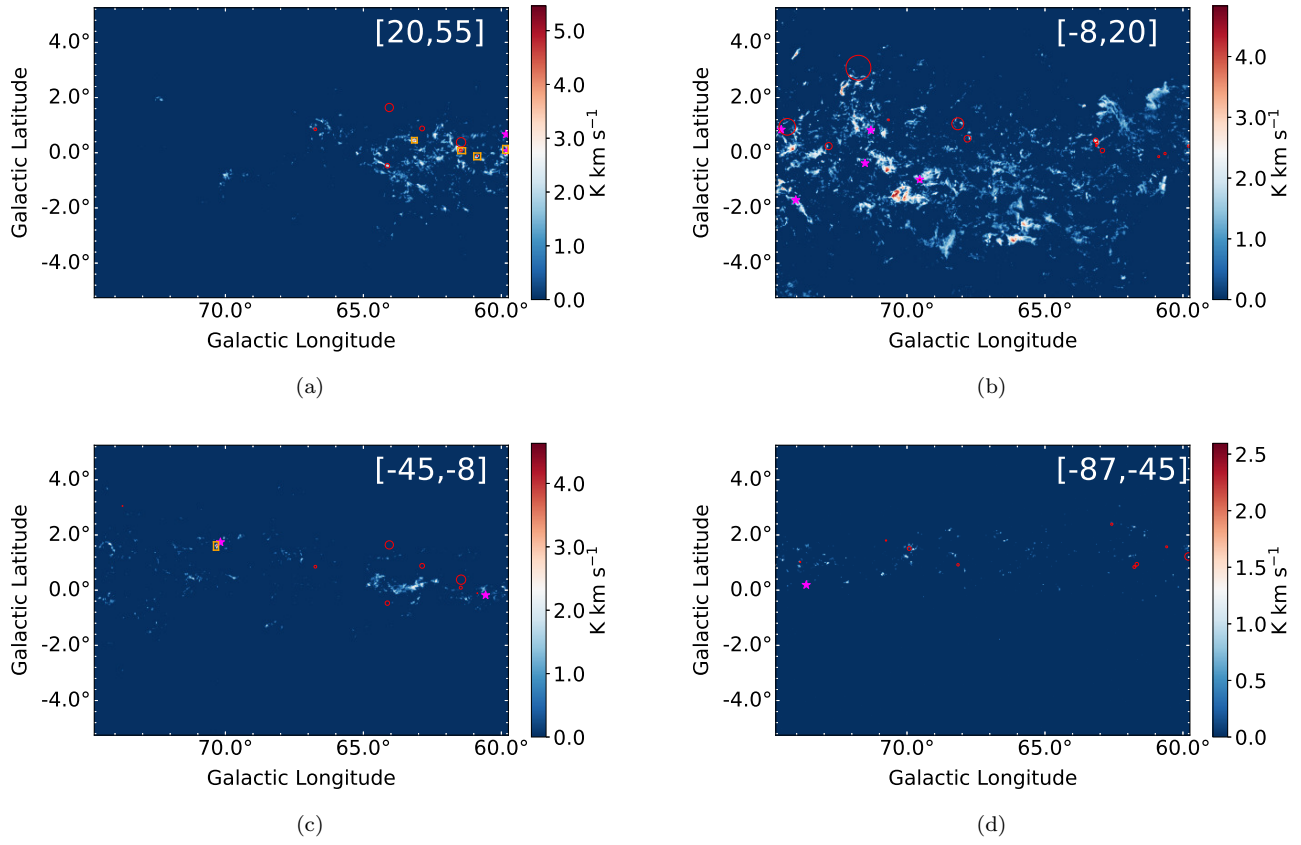 [20,55]
4.0°
2.0°
0.0°
-2.0°
-4.0°
Galactic Latitude
70.0° 65.0° 60.0°
Galactic Longitude
5.0
4.0
3.0
2.0
1.0
0.0
K km s⁻¹
(a)
[-8,20]
4.0°
2.0°
0.0°
-2.0°
-4.0°
Galactic Latitude
70.0° 65.0° 60.0°
Galactic Longitude
4.0
3.0
2.0
1.0
0.0
K km s⁻¹
(b)
[-45,-8]
4.0°
2.0°
0.0°
-2.0°
-4.0°
Galactic Latitude
70.0° 65.0° 60.0°
Galactic Longitude
4.0
3.0
2.0
1.0
0.0
K km s⁻¹
(c)
[-87,-45]
4.0°
2.0°
0.0°
-2.0°
-4.0°
Galactic Latitude
70.0° 65.0° 60.0°
Galactic Longitude
2.5
2.0
1.5
1.0
0.5
0.0
K km s⁻¹
(d)